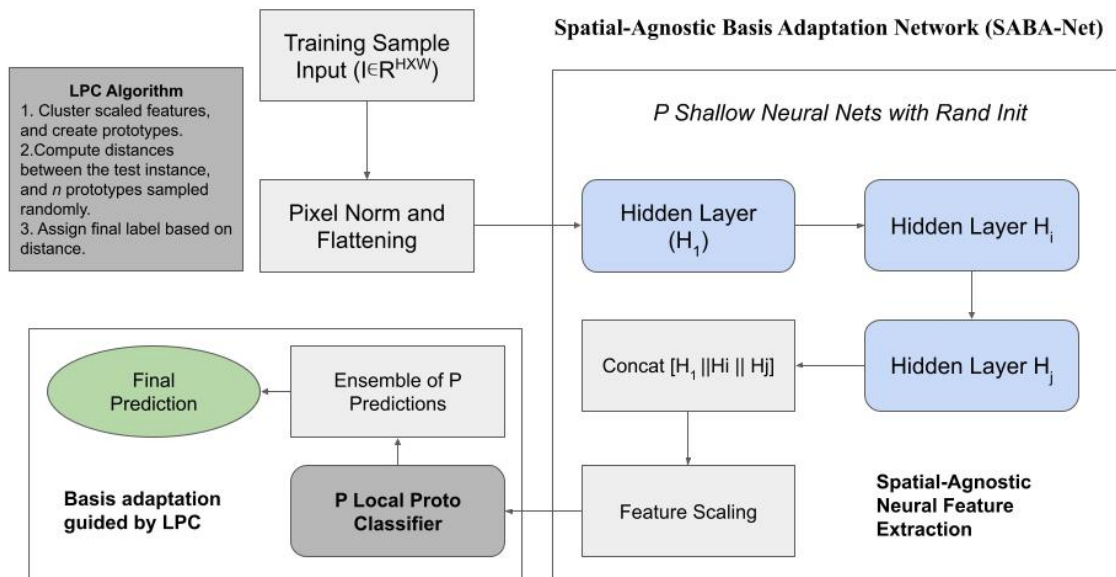 Spatial-Agnostic Basis Adaptation Network (SABA-Net)
Training Sample
Input (I∈R^HXW)
LPC Algorithm
1. Cluster scaled features,
and create prototypes.
2.Compute distances
between the test instance,
and n prototypes sampled
randomly.
3. Assign final label based on
distance.
Pixel Norm and
Flattening
P Shallow Neural Nets with Rand Init
Hidden Layer
(H₁)
Hidden Layer Hᵢ
Hidden Layer Hⱼ
Concat [H₁ ||Hi || Hj]
Feature Scaling
Spatial-Agnostic
Neural Feature
Extraction
P Local Proto
Classifier
Ensemble of P
Predictions
Final
Prediction
Basis adaptation
guided by LPC